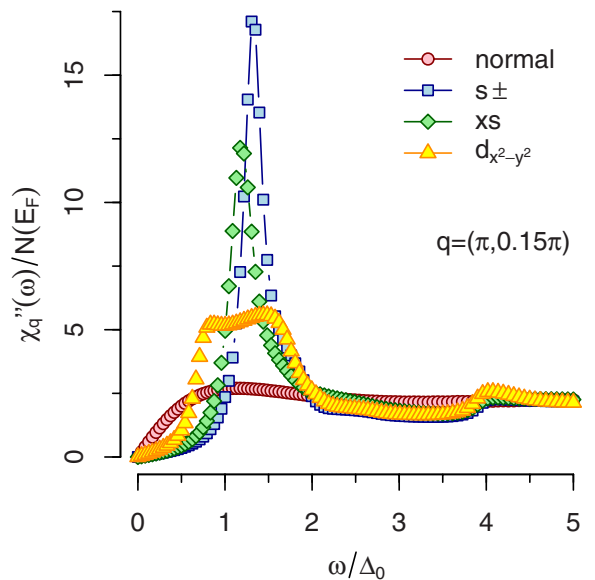 χq''(ω)/N(EF)
15
10
5
0
normal
s±
xs
dx²−y²
q=(π,0.15π)
0 1 2 3 4 5
ω/Δ0